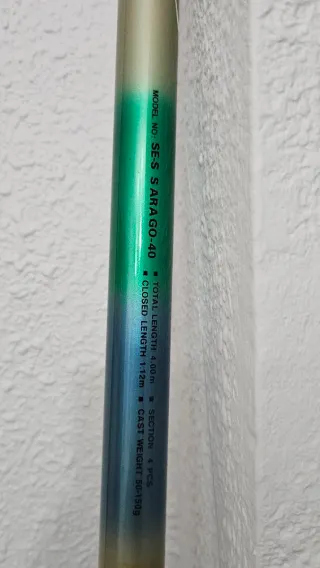 MODEL NO: SE-S SARAGO-40
■ TOTAL LENGTH 4.00m ■ SECTION 4 PCS
■ CLOSED LENGTH 1.12m ■ CAST WEIGHT 50-150g